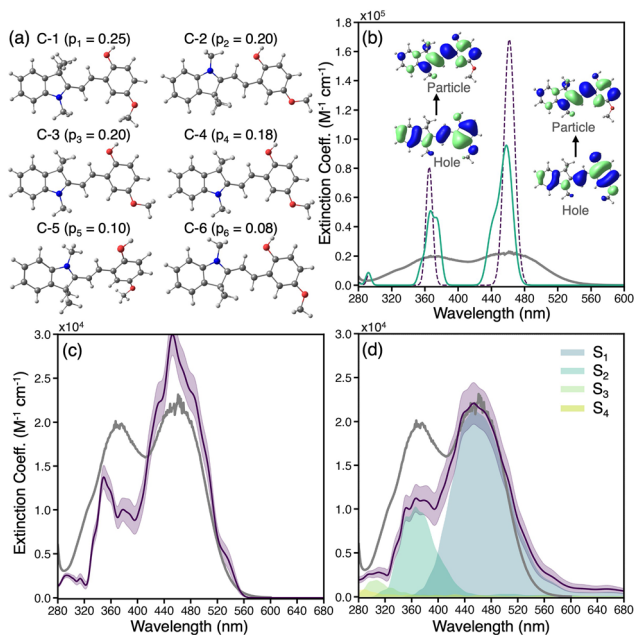 (a)
C-1 (p1 = 0.25)
C-2 (p2 = 0.20)
C-3 (p3 = 0.20)
C-4 (p4 = 0.18)
C-5 (p5 = 0.10)
C-6 (p6 = 0.08)
1.8 x10⁵
(b)
1.6
1.4
1.2
1.0
0.8
0.6
0.4
0.2
0.0
Extinction Coeff. (M⁻¹ cm⁻¹)
Particle
Hole
Particle
Hole
280 320 360 400 440 480 520 560 600
Wavelength (nm)
x10⁴
3.0
(c)
2.5
2.0
1.5
1.0
0.5
0.0
Extinction Coeff. (M⁻¹ cm⁻¹)
280 320 360 400 440 480 520 560 600 640 680
Wavelength (nm)
x10⁴
3.0
(d)
S₁
S₂
S₃
S₄
2.5
2.0
1.5
1.0
0.5
0.0
280 320 360 400 440 480 520 560 600 640 680
Wavelength (nm)